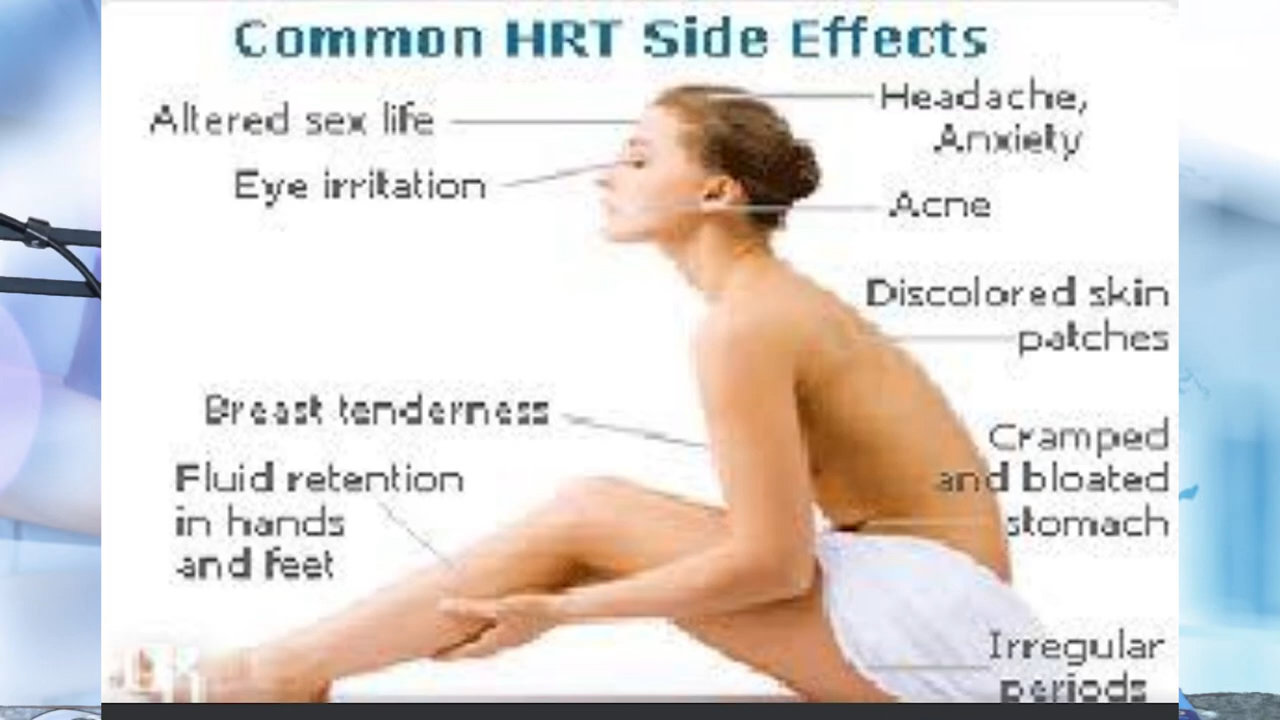 Common HRT Side Effects
Altered sex life
Eye irritation
Headache,
Anxiety
Acne
Discolored skin
patches
Breast tenderness
Fluid retention
in hands
and feet
Cramped
and bloated
stomach
Irregular
periods